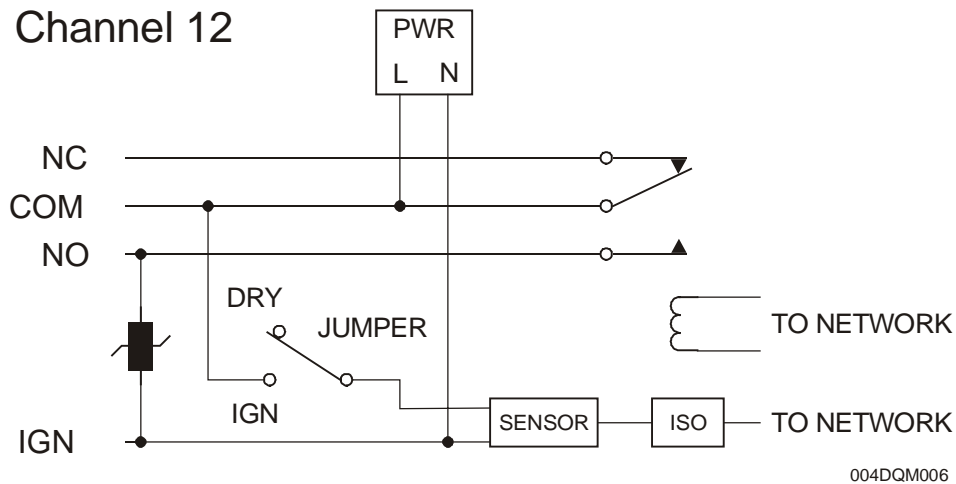 Channel 12
PWR
L N
NC
COM
NO
DRY
JUMPER
TO NETWORK
IGN
IGN
SENSOR
ISO
TO NETWORK
004DQM006